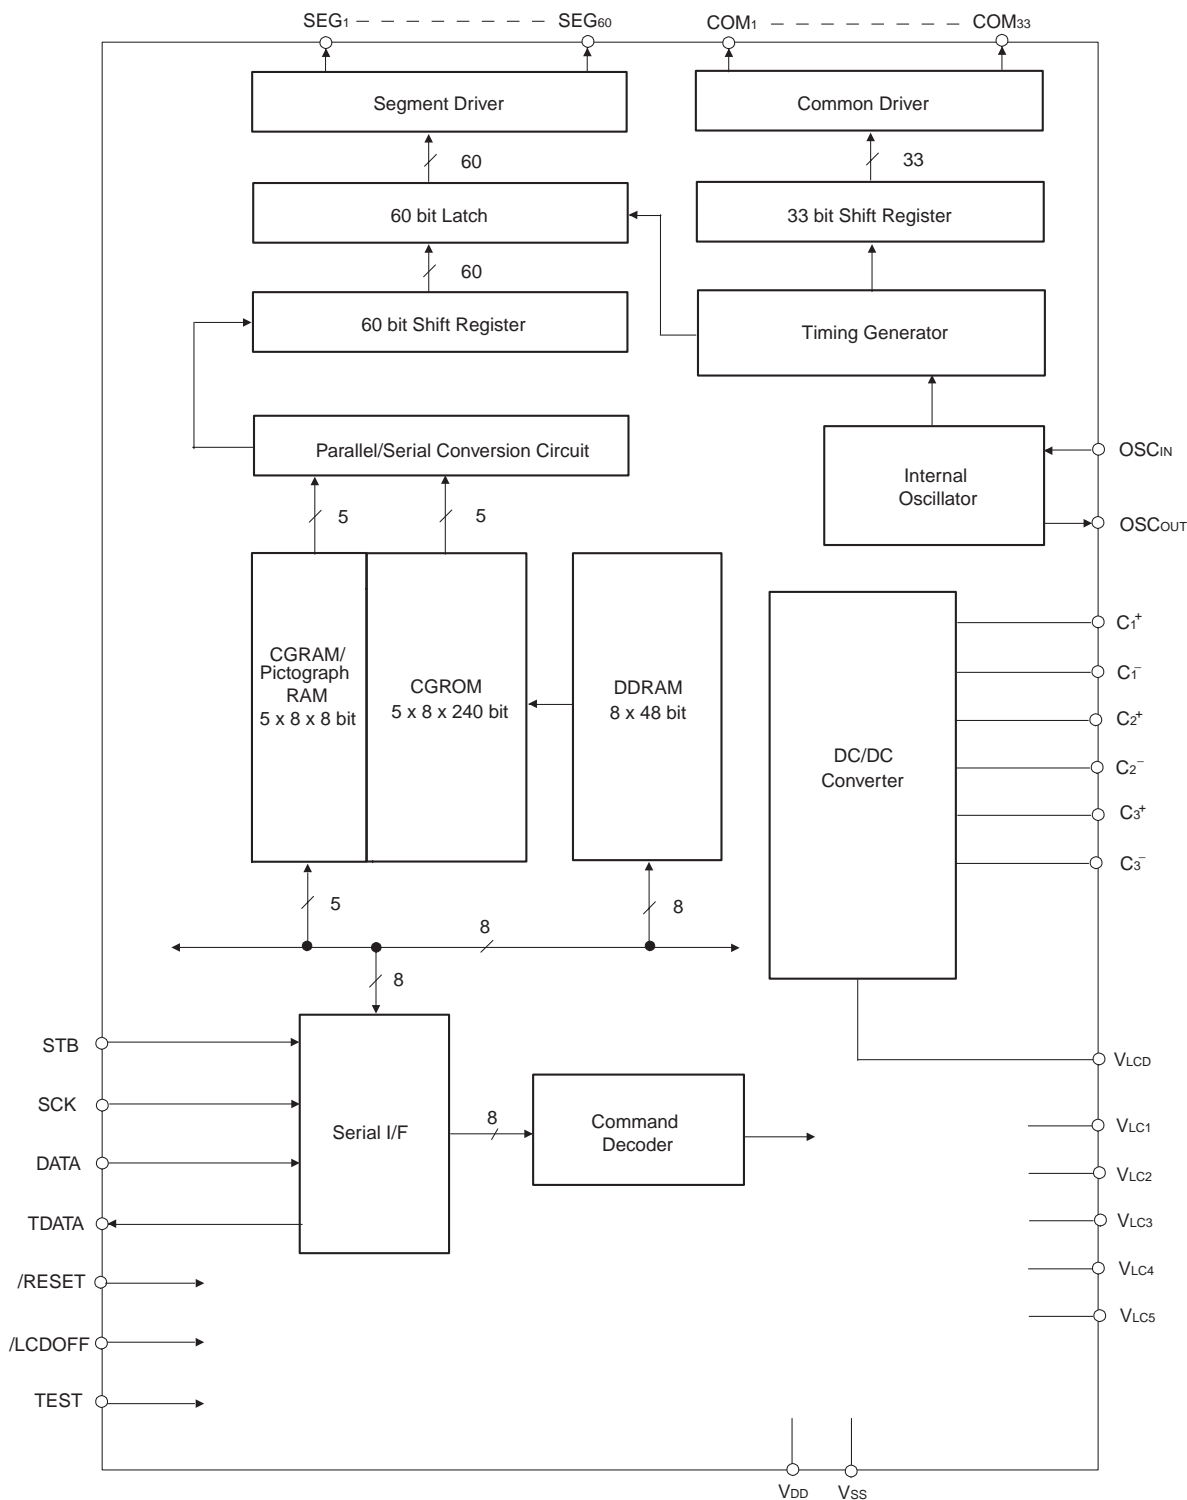 SEG1 SEG60 COM1 COM33
Segment Driver
Common Driver
60
33
60 bit Latch
33 bit Shift Register
60
60 bit Shift Register
Timing Generator
Parallel/Serial Conversion Circuit
Internal
Oscillator
OSCIN
OSCOUT
5
5
CGRAM/
Pictograph
RAM
5 x 8 x 8 bit
CGROM
5 x 8 x 240 bit
DDRAM
8 x 48 bit
DC/DC
Converter
C1+
C1–
C2+
C2–
C3+
C3–
5
8
8
8
STB
SCK
DATA
TDATA
/RESET
/LCDOFF
TEST
Serial I/F
8
Command
Decoder
VLCD
VLC1
VLC2
VLC3
VLC4
VLC5
VDD
VSS